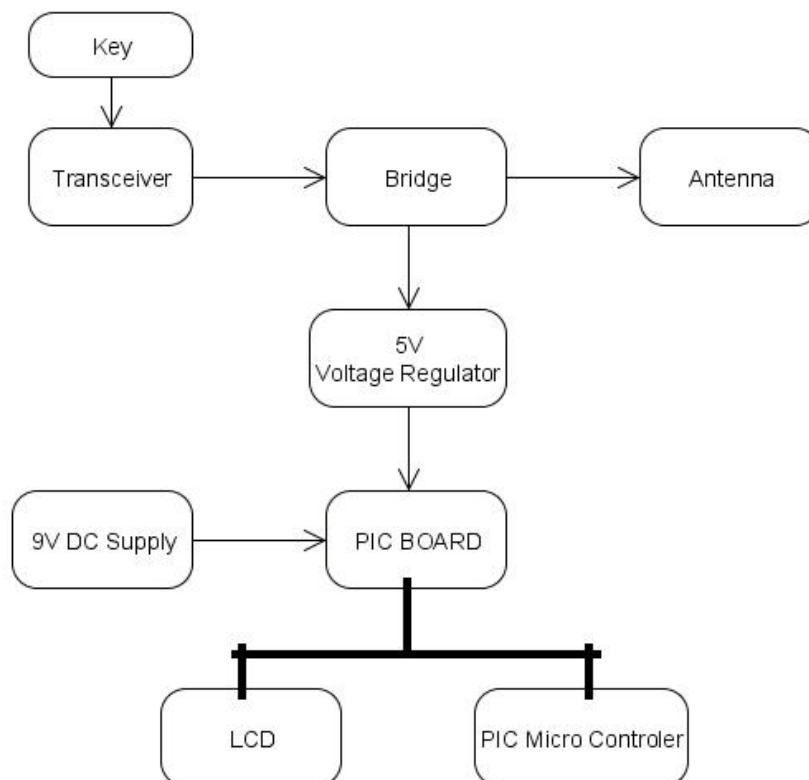 Key
Transceiver
Bridge
Antenna
5V
Voltage Regulator
9V DC Supply
PIC BOARD
LCD
PIC Micro Controler